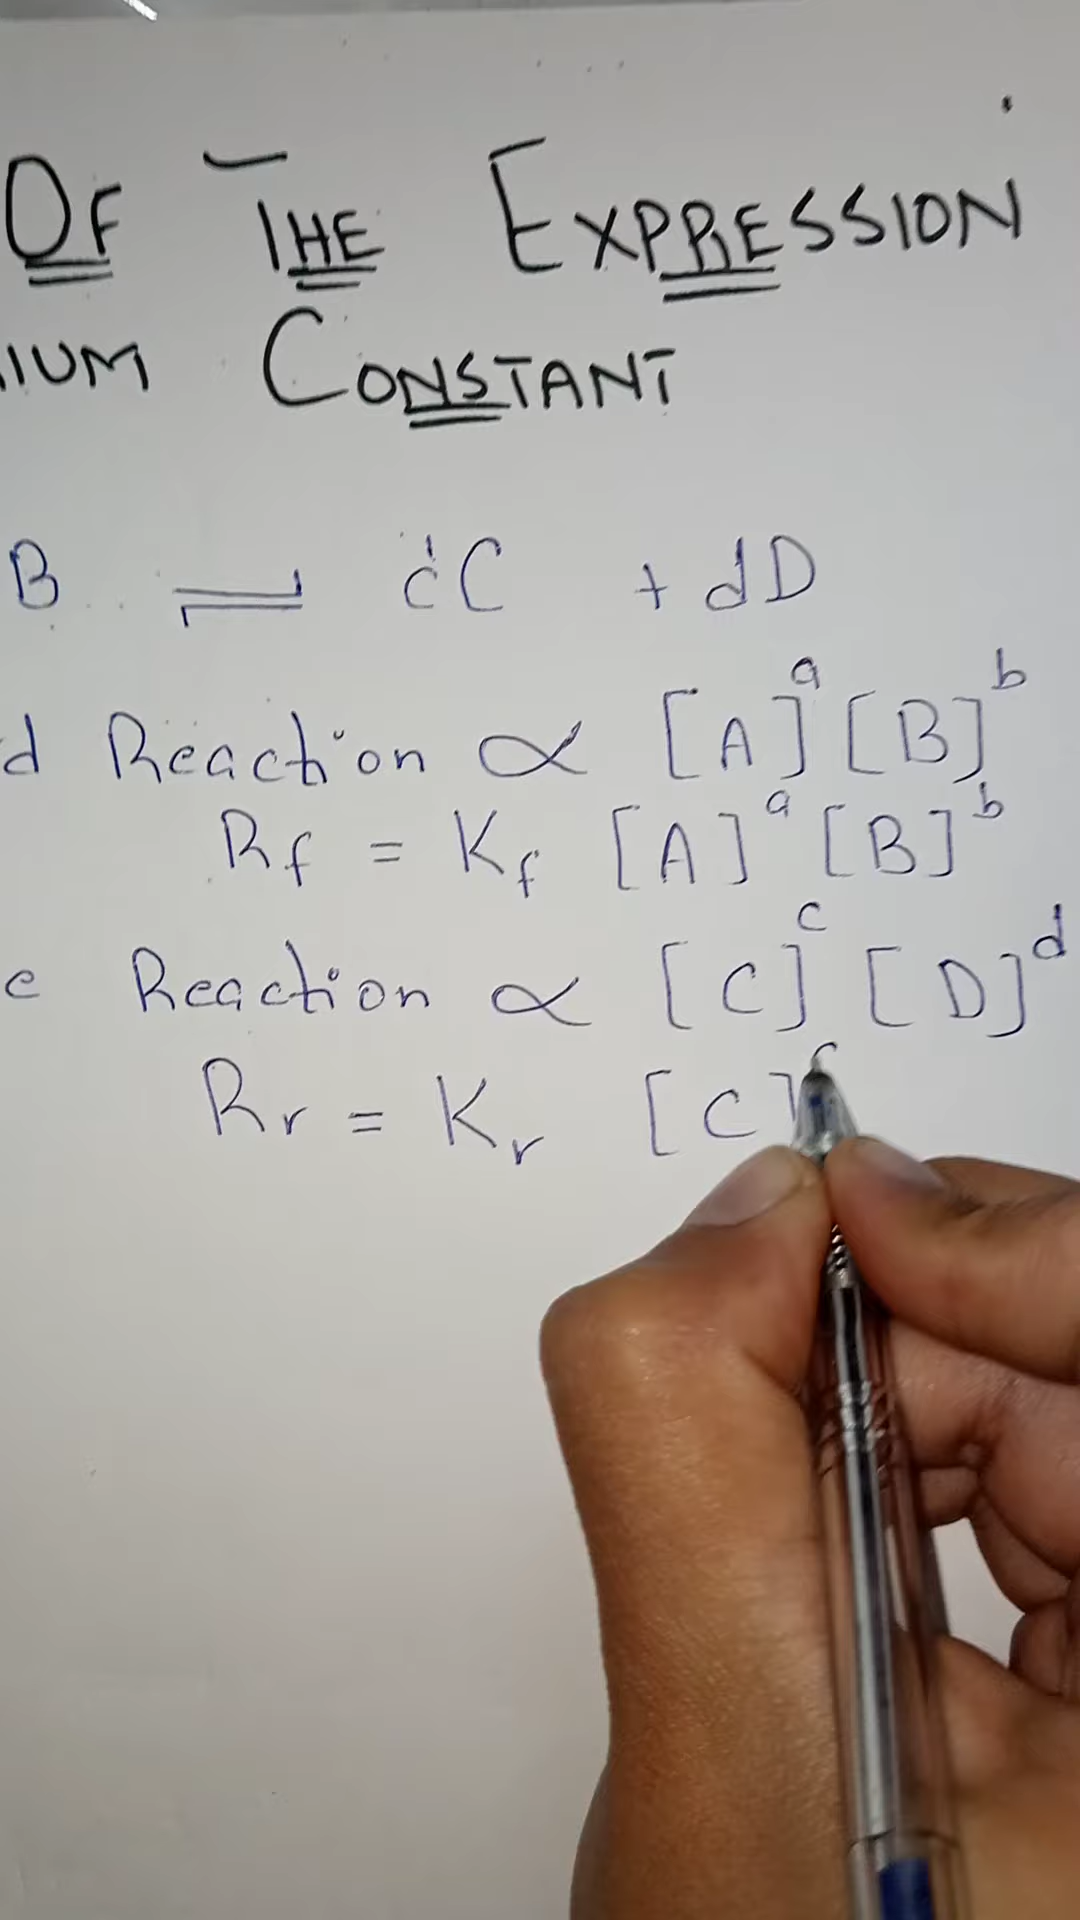 OF THE EXPRESSION
IUM CONSTANT
B ⇌ cC + dD
d Reaction ∝ [A]^a [B]^b
Rf = Kf [A]^a [B]^b
e Reaction ∝ [C]^c [D]^d
Rr = Kr [C]^c